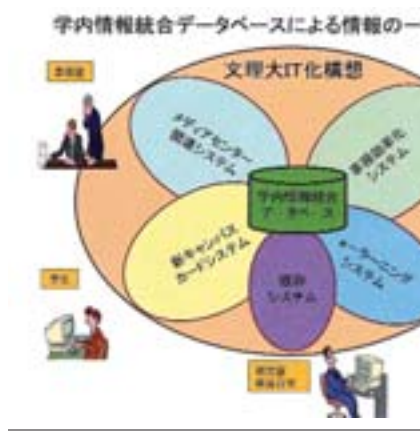 学内情報統合データベースによる情報の一
文理大IT化構想
メディアセンター
関連システム
事務効率化
システム
学内情報統合
データベース
新キャンパス
カードシステム
eラーニング
システム
既存
システム
学生